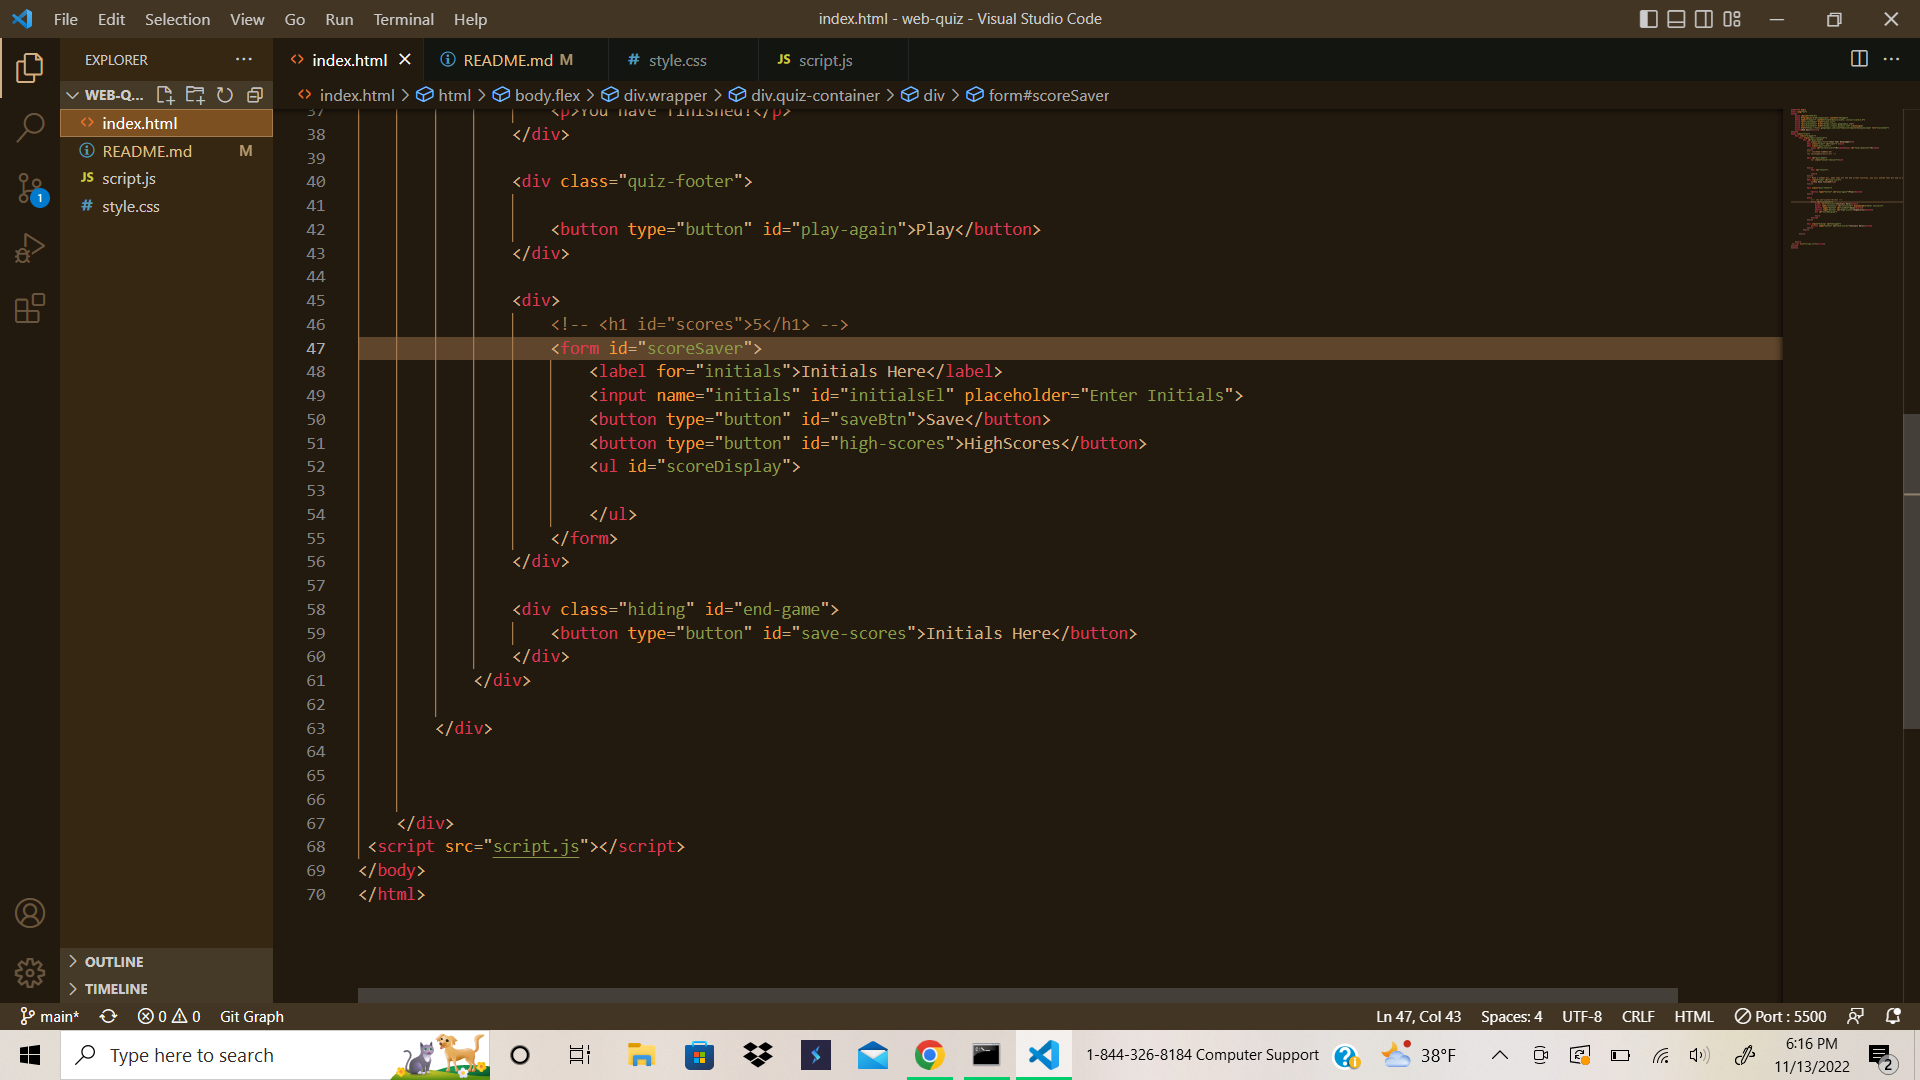 File Edit Selection View Go Run Terminal Help
index.html - web-quiz - Visual Studio Code
EXPLORER ...
index.html
README.md M
# style.css
JS script.js
WEB-Q...
index.html > html > body.flex > div.wrapper > div.quiz-container > div > form#scoreSaver
index.html
README.md M
JS script.js
# style.css
37 <p>You have finished!</p>
38 </div>
39
40 <div class="quiz-footer">
41
42 <button type="button" id="play-again">Play</button>
43 </div>
44
45 <div>
46 <!-- <h1 id="scores">5</h1> -->
47 <form id="scoreSaver">
48 <label for="initials">Initials Here</label>
49 <input name="initials" id="initialsEl" placeholder="Enter Initials">
50 <button type="button" id="saveBtn">Save</button>
51 <button type="button" id="high-scores">HighScores</button>
52 <ul id="scoreDisplay">
53
54 </ul>
55 </form>
56 </div>
57
58 <div class="hiding" id="end-game">
59 <button type="button" id="save-scores">Initials Here</button>
60 </div>
61 </div>
62
63 </div>
64
65
66
67 </div>
68 <script src="script.js"></script>
69 </body>
70 </html>
1
OUTLINE
TIMELINE
main* 0 0 Git Graph
Ln 47, Col 43 Spaces: 4 UTF-8 CRLF HTML Port : 5500
Type here to search
1-844-326-8184 Computer Support
38°F
6:16 PM
11/13/2022
2